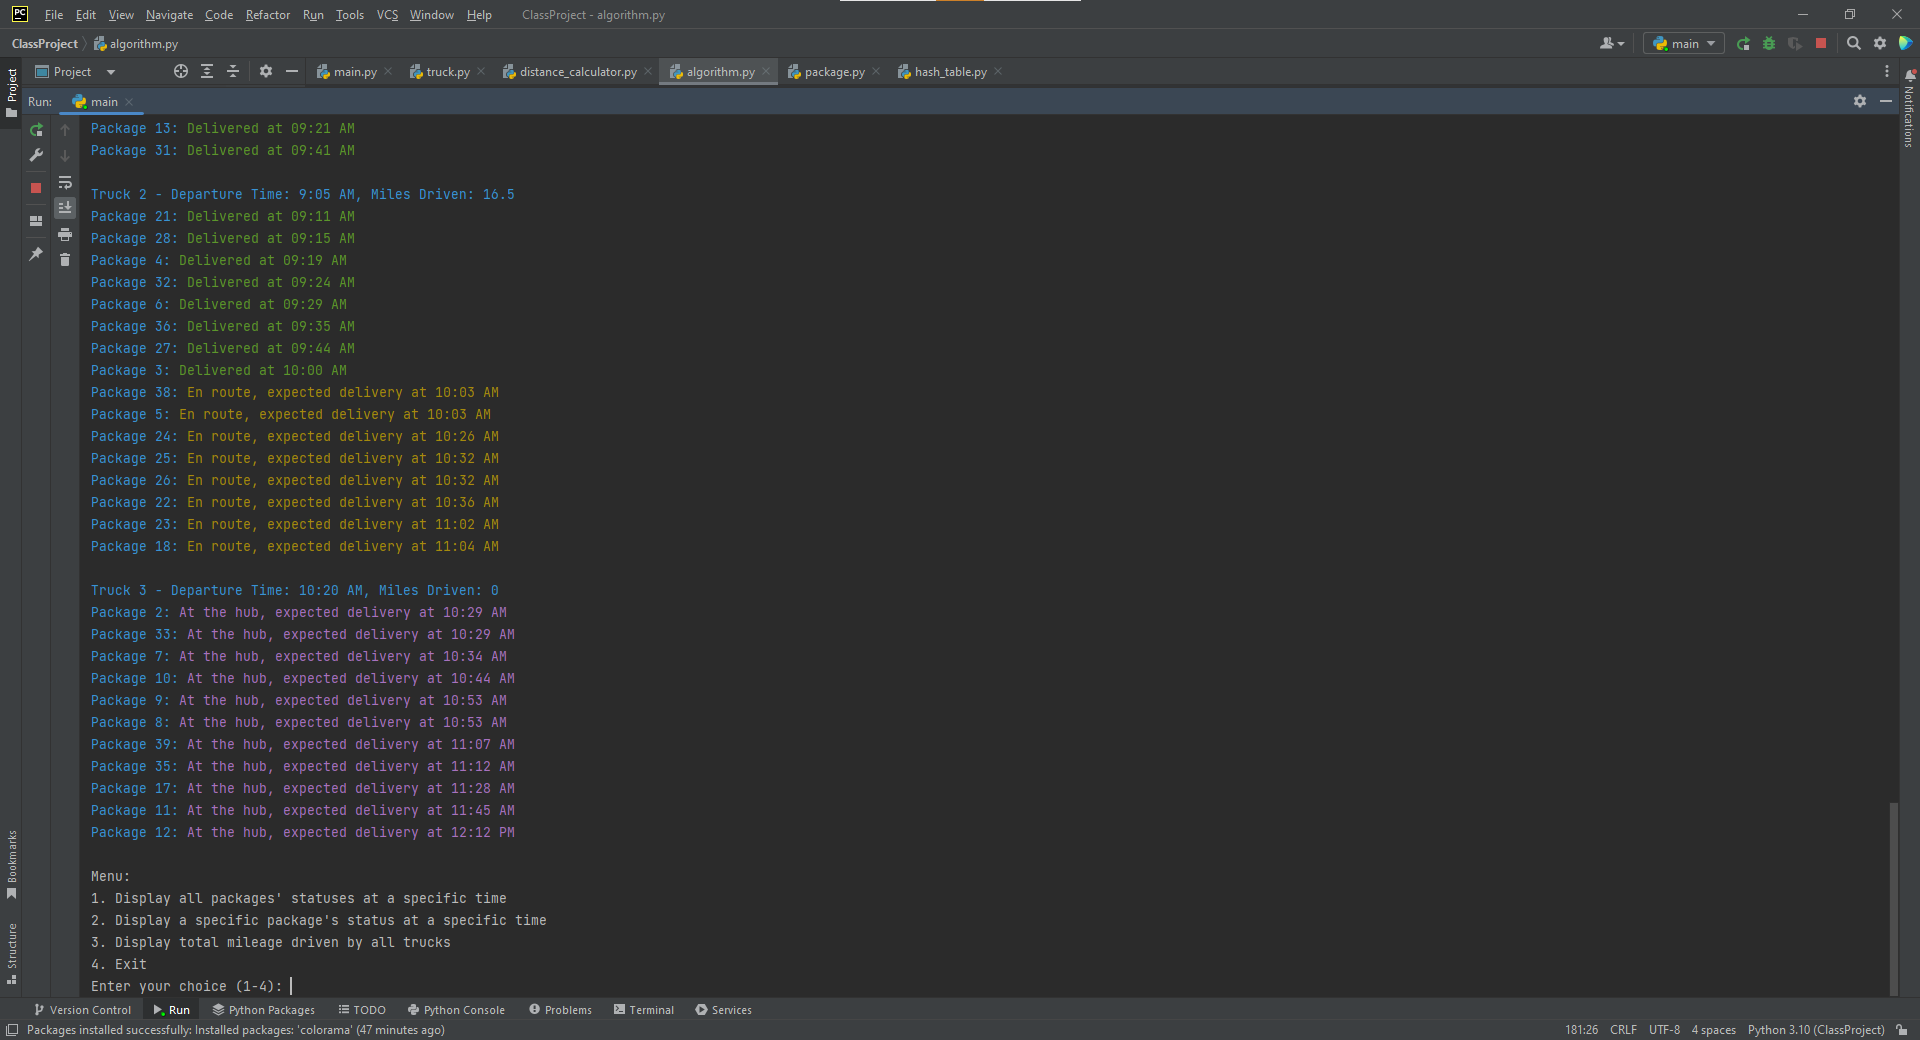 PC File Edit View Navigate Code Refactor Run Tools VCS Window Help ClassProject - algorithm.py
ClassProject algorithm.py main
Project Project main.py truck.py distance_calculator.py algorithm.py package.py hash_table.py
Notifications
Run: main
Package 13: Delivered at 09:21 AM
Package 31: Delivered at 09:41 AM
Truck 2 - Departure Time: 9:05 AM, Miles Driven: 16.5
Package 21: Delivered at 09:11 AM
Package 28: Delivered at 09:15 AM
Package 4: Delivered at 09:19 AM
Package 32: Delivered at 09:24 AM
Package 6: Delivered at 09:29 AM
Package 36: Delivered at 09:35 AM
Package 27: Delivered at 09:44 AM
Package 3: Delivered at 10:00 AM
Package 38: En route, expected delivery at 10:03 AM
Package 5: En route, expected delivery at 10:03 AM
Package 24: En route, expected delivery at 10:26 AM
Package 25: En route, expected delivery at 10:32 AM
Package 26: En route, expected delivery at 10:32 AM
Package 22: En route, expected delivery at 10:36 AM
Package 23: En route, expected delivery at 11:02 AM
Package 18: En route, expected delivery at 11:04 AM
Truck 3 - Departure Time: 10:20 AM, Miles Driven: 0
Package 2: At the hub, expected delivery at 10:29 AM
Package 33: At the hub, expected delivery at 10:29 AM
Package 7: At the hub, expected delivery at 10:34 AM
Package 10: At the hub, expected delivery at 10:44 AM
Package 9: At the hub, expected delivery at 10:53 AM
Package 8: At the hub, expected delivery at 10:53 AM
Package 39: At the hub, expected delivery at 11:07 AM
Package 35: At the hub, expected delivery at 11:12 AM
Package 17: At the hub, expected delivery at 11:28 AM
Package 11: At the hub, expected delivery at 11:45 AM
Package 12: At the hub, expected delivery at 12:12 PM
Menu:
1. Display all packages' statuses at a specific time
2. Display a specific package's status at a specific time
3. Display total mileage driven by all trucks
4. Exit
Enter your choice (1-4):
Bookmarks
Structure
Version Control Run Python Packages TODO Python Console Problems Terminal Services
Packages installed successfully: Installed packages: 'colorama' (47 minutes ago) 181:26 CRLF UTF-8 4 spaces Python 3.10 (ClassProject)